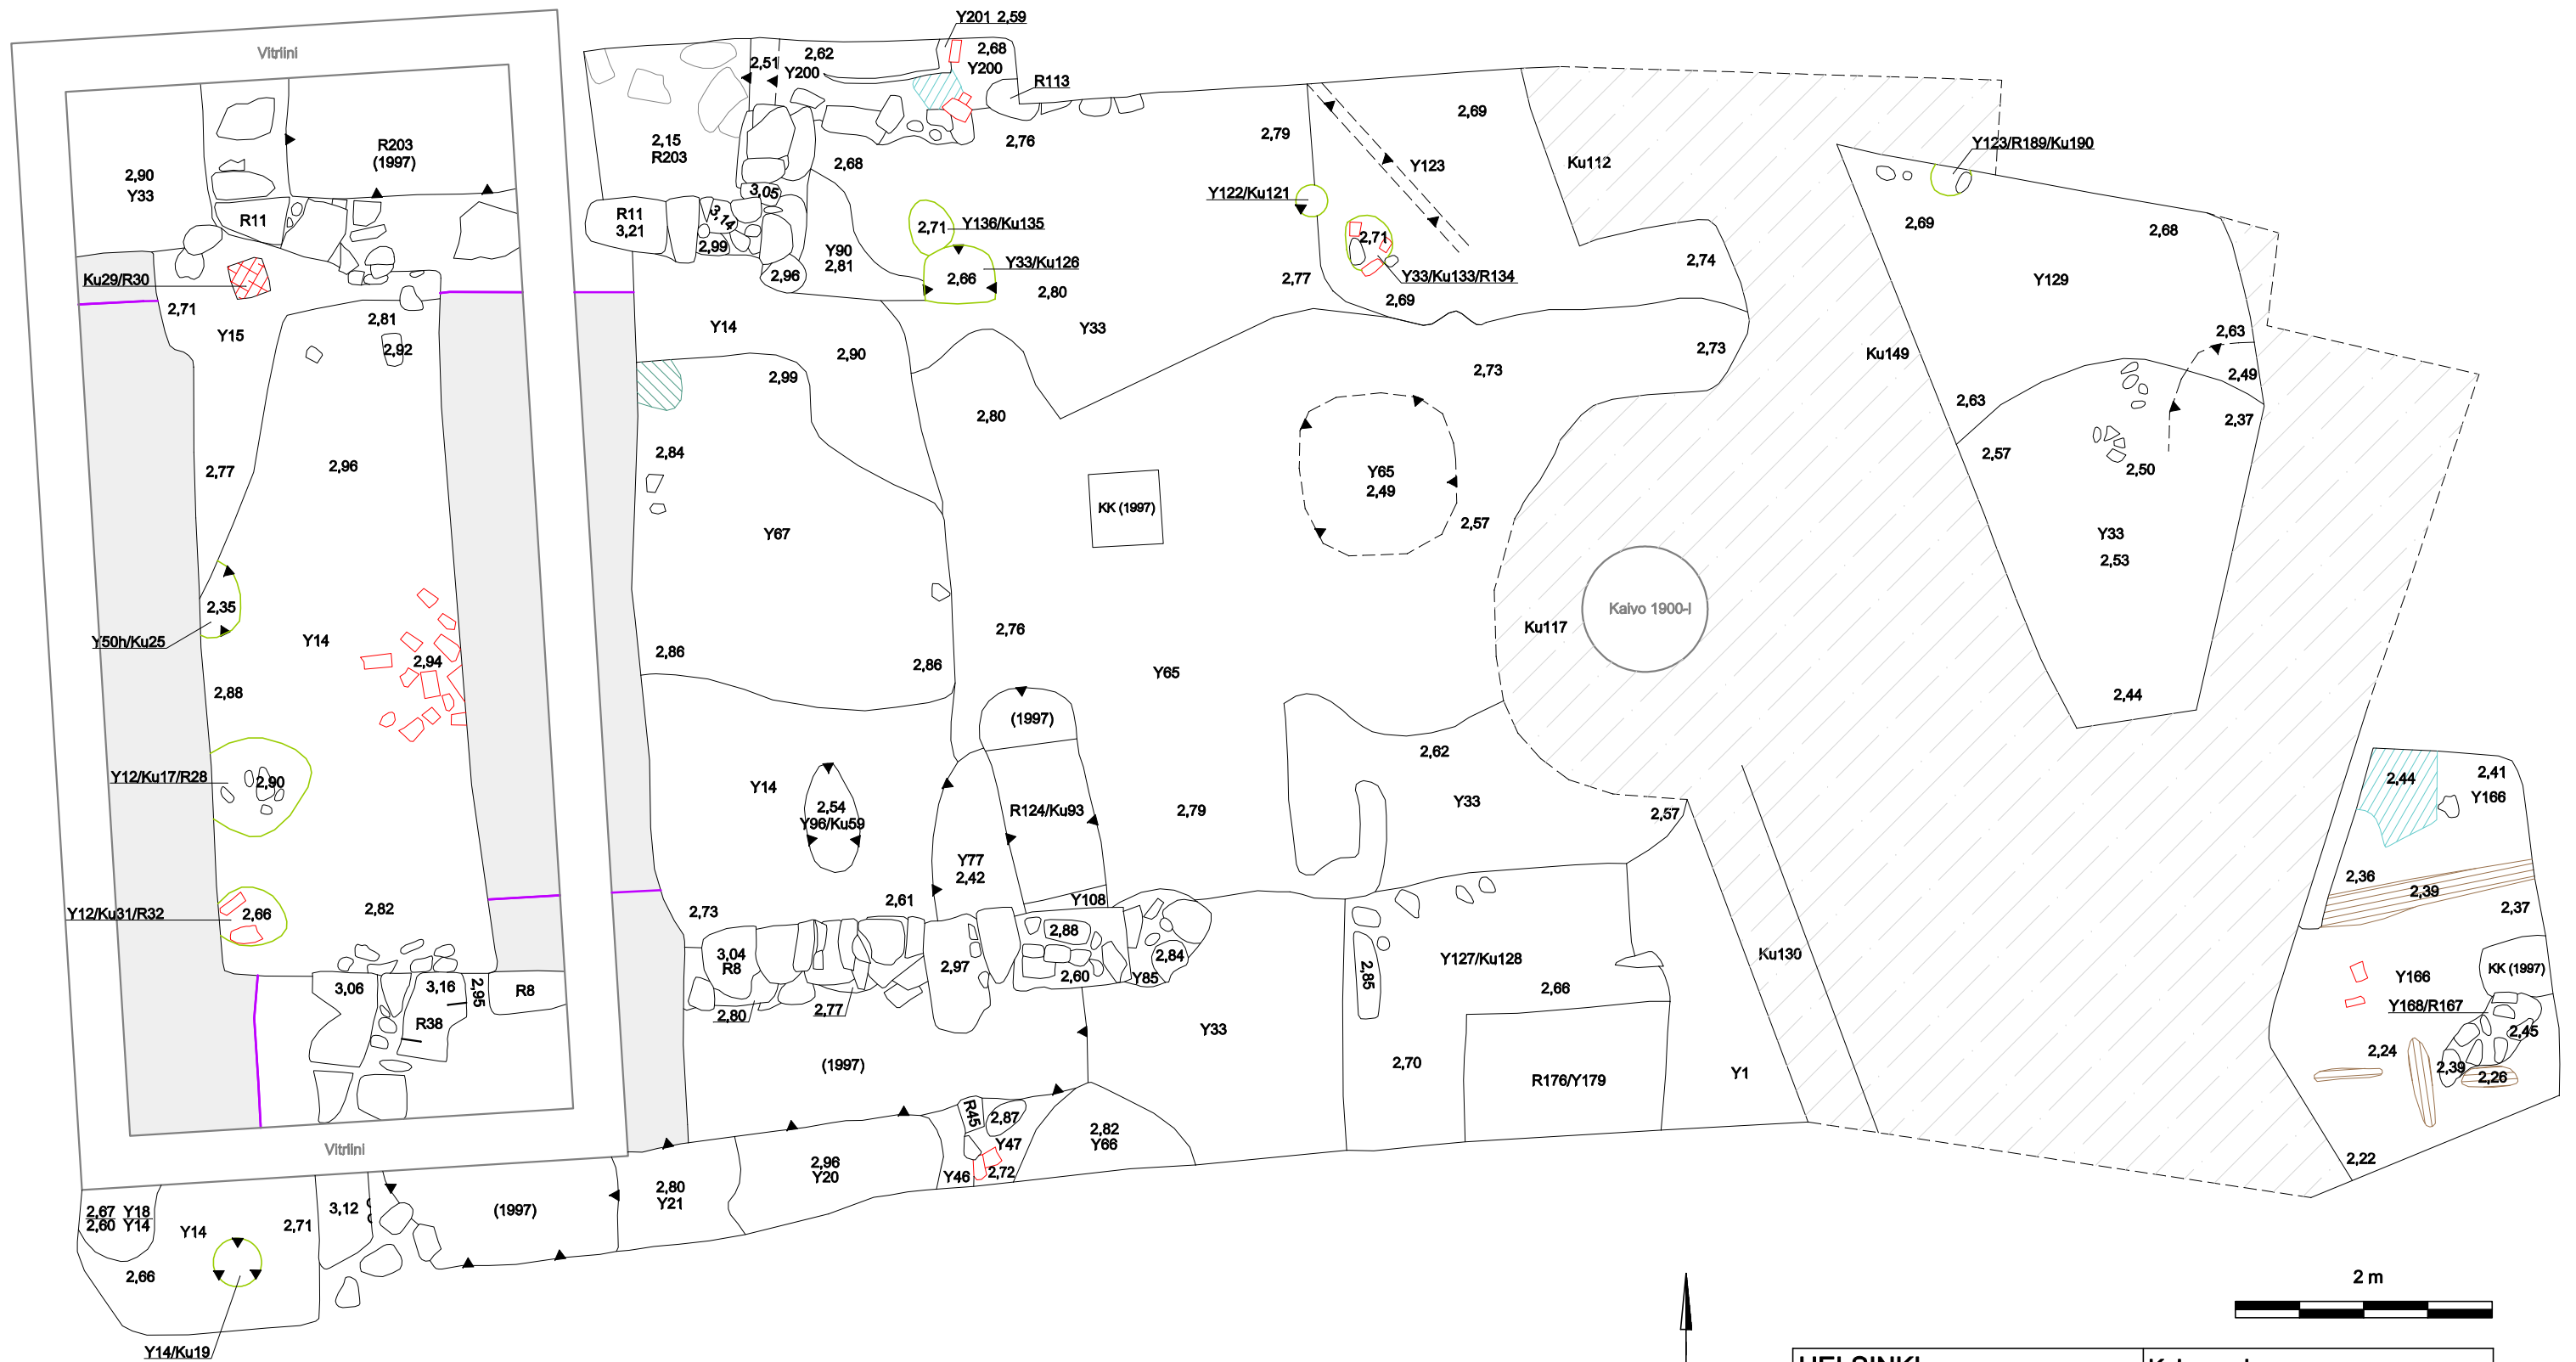 Vitriini
2,90
Y33
R203
(1997)
R11
Ku29/R30
2,71
Y15
2,81
2,92
2,77
2,96
2,35
Y50h/Ku25
Y14
2,94
2,88
Y12/Ku17/R28
2,90
Y12/Ku31/R32
2,66
2,82
3,06
3,16
2,95
R8
R38
Vitriini
2,67 Y18
2,60 Y14
Y14
2,71
3,12
2,66
Y14/Ku19
(1997)
2,80
Y21
2,96
Y20
Y201 2,59
2,51
2,62
Y200
2,68
Y200
R113
2,15
R203
2,68
2,76
2,79
3,05
R11
3,21
3,14
2,99
2,96
Y90
2,81
2,71
Y136/Ku135
Y33/Ku126
2,66
2,80
Y33
Y14
2,90
2,99
2,84
Y67
2,80
KK (1997)
2,86
2,86
2,76
Y65
(1997)
Y14
2,54
Y96/Ku59
R124/Ku93
2,79
Y77
2,42
2,73
2,61
Y108
3,04
R8
2,97
2,88
2,60
2,84
Y85
2,80
2,77
(1997)
Y33
R45
2,87
Y47
Y46
2,72
2,82
Y66
2,69
Y123
Ku112
Y122/Ku121
2,71
Y33/Ku133/R134
2,77
2,69
2,74
2,73
2,73
Y65
2,49
2,57
Ku117
Kaivo 1900-l
2,62
Y33
2,57
2,85
Y127/Ku128
2,66
2,70
R176/Y179
Y1
Ku130
Y123/R189/Ku190
2,69
2,68
Y129
Ku149
2,63
2,49
2,63
2,37
2,57
2,50
Y33
2,53
2,44
2,44
2,41
Y166
2,36
2,39
2,37
Y166
KK (1997)
Y168/R167
2,45
2,24
2,39
2,26
2,22
2 m
HELSINKI